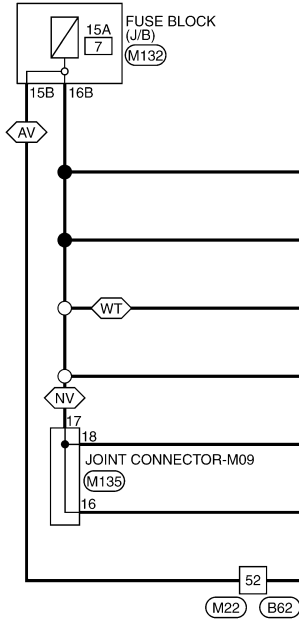 15A
7
FUSE BLOCK
(J/B)
M132
15B
16B
AV
WT
NV
17
18
JOINT CONNECTOR-M09
M135
16
52
M22
B62